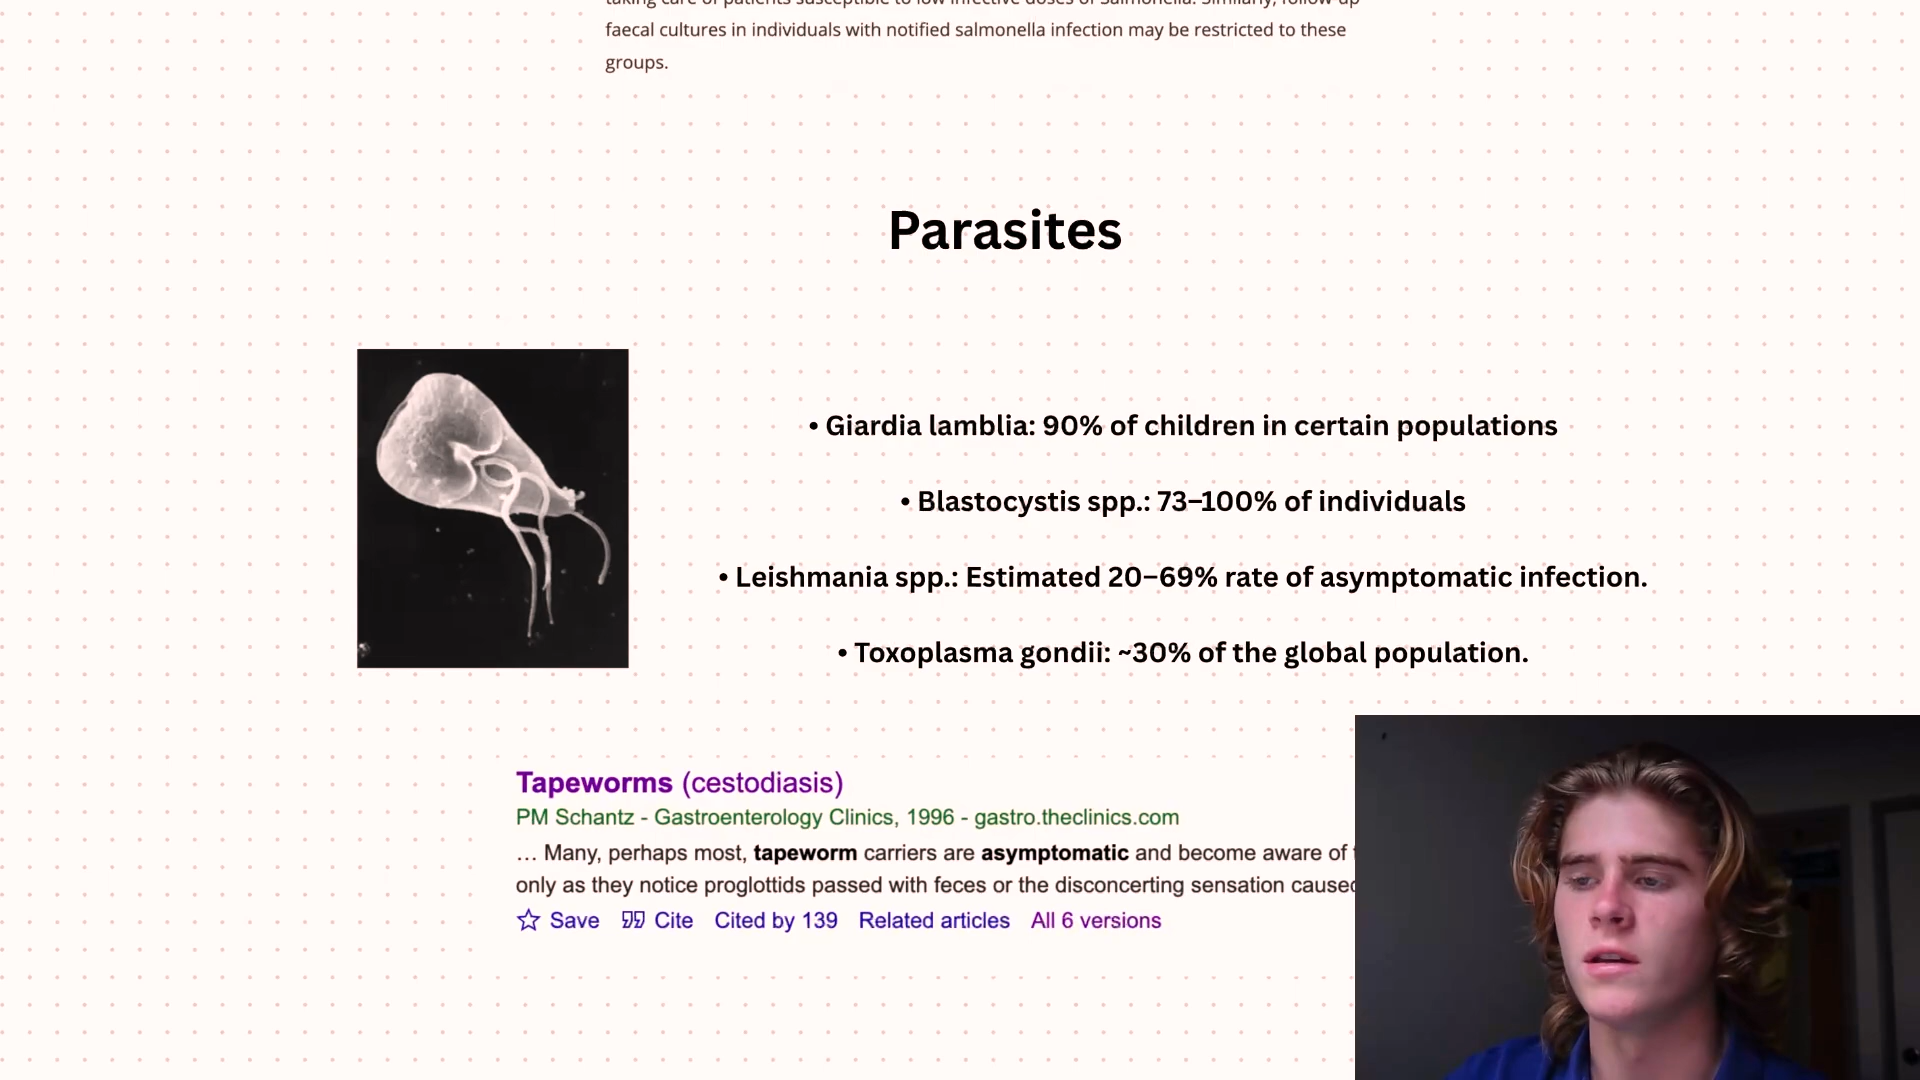 faecal cultures in individuals with notified salmonella infection may be restricted to these
groups.
Parasites
• Giardia lamblia: 90% of children in certain populations
• Blastocystis spp.: 73–100% of individuals
• Leishmania spp.: Estimated 20–69% rate of asymptomatic infection.
• Toxoplasma gondii: ~30% of the global population.
Tapeworms (cestodiasis)
PM Schantz - Gastroenterology Clinics, 1996 - gastro.theclinics.com
… Many, perhaps most, tapeworm carriers are asymptomatic and become aware of
only as they notice proglottids passed with feces or the disconcerting sensation caused
Save Cite Cited by 139 Related articles All 6 versions